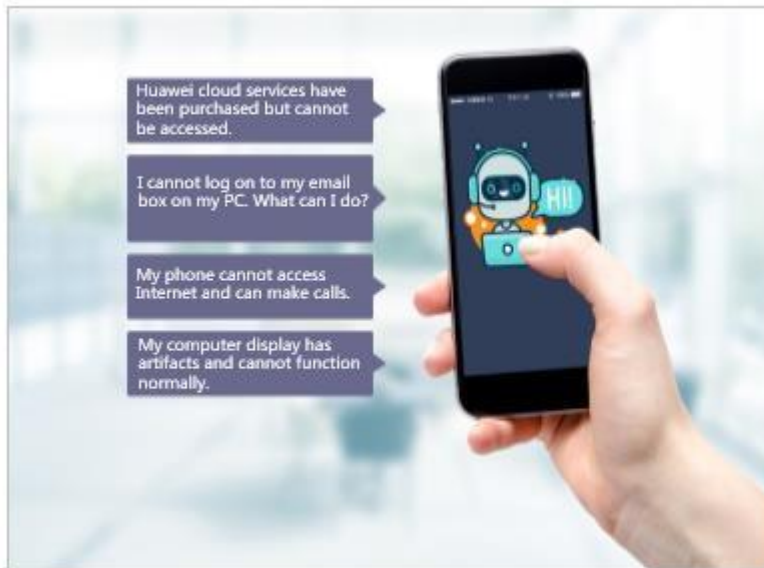 Huawei cloud services have
been purchased but cannot
be accessed.
I cannot log on to my email
box on my PC. What can I do?
My phone cannot access
Internet and can make calls.
My computer display has
artifacts and cannot function
normally.
HI!